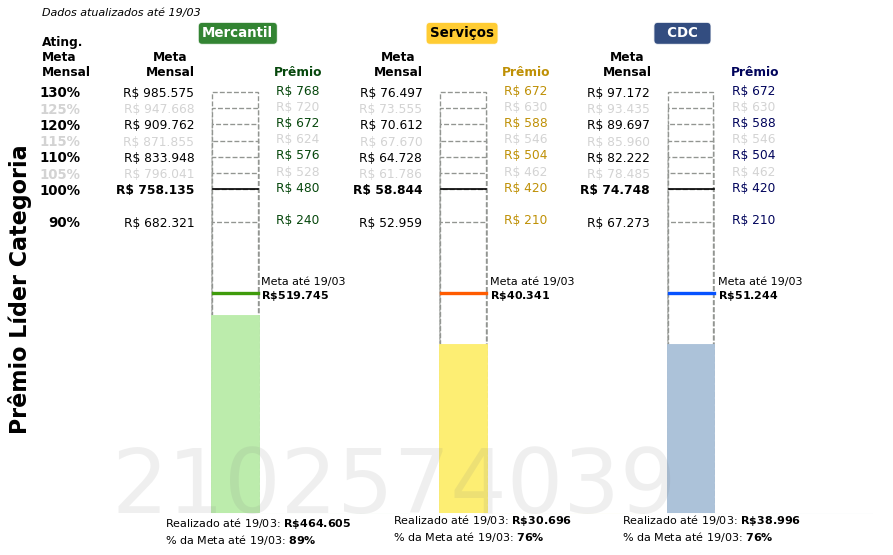 Dados atualizados até 19/03
Mercantil Serviços CDC
Ating. Meta Mensal Meta Mensal Prêmio Meta Mensal Prêmio Meta Mensal Prêmio
130% R$ 985.575 R$ 768 R$ 76.497 R$ 672 R$ 97.172 R$ 672
125% R$ 947.668 R$ 720 R$ 73.555 R$ 630 R$ 93.435 R$ 630
120% R$ 909.762 R$ 672 R$ 70.612 R$ 588 R$ 89.697 R$ 588
115% R$ 871.855 R$ 624 R$ 67.670 R$ 546 R$ 85.960 R$ 546
110% R$ 833.948 R$ 576 R$ 64.728 R$ 504 R$ 82.222 R$ 504
105% R$ 796.041 R$ 528 R$ 61.786 R$ 462 R$ 78.485 R$ 462
100% R$ 758.135 R$ 480 R$ 58.844 R$ 420 R$ 74.748 R$ 420
90% R$ 682.321 R$ 240 R$ 52.959 R$ 210 R$ 67.273 R$ 210
Prêmio Líder Categoria
Meta até 19/03 Meta até 19/03 Meta até 19/03
R$519.745 R$40.341 R$51.244
2102574039
Realizado até 19/03: R$464.605 Realizado até 19/03: R$30.696 Realizado até 19/03: R$38.996
% da Meta até 19/03: 89% % da Meta até 19/03: 76% % da Meta até 19/03: 76%